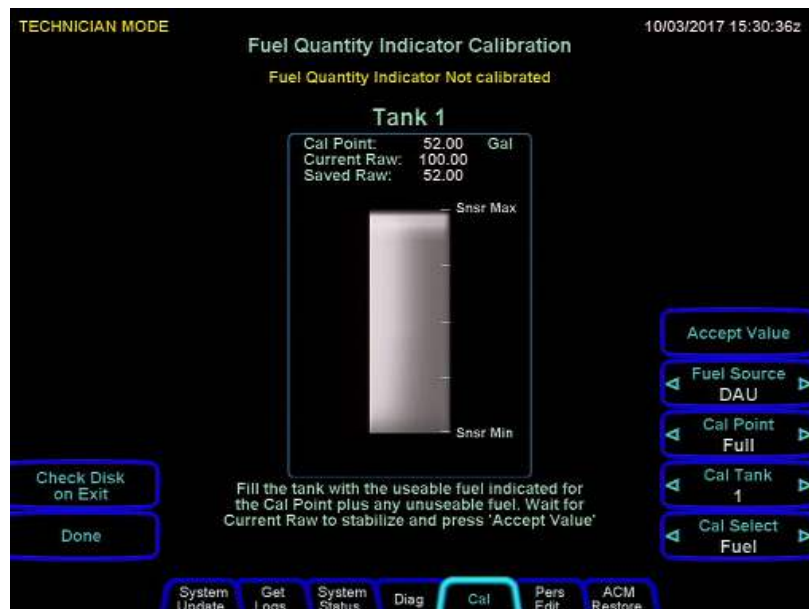 TECHNICIAN MODE
10/03/2017 15:30:36z
Fuel Quantity Indicator Calibration
Fuel Quantity Indicator Not calibrated
Tank 1
Cal Point: 52.00 Gal
Current Raw: 100.00
Saved Raw: 52.00
Snsr Max
Snsr Min
Accept Value
Fuel Source
DAU
Cal Point
Full
Cal Tank
1
Cal Select
Fuel
Check Disk
on Exit
Done
Fill the tank with the useable fuel indicated for
the Cal Point plus any unuseable fuel. Wait for
Current Raw to stabilize and press 'Accept Value'
System
Update
Get
Logs
System
Status
Diag
Cal
Pers
Edit
ACM
Restore